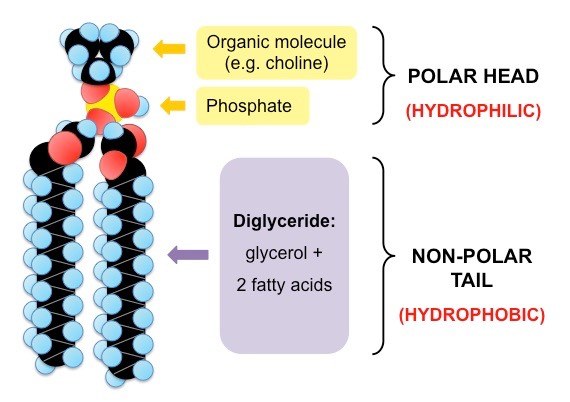 Organic molecule
(e.g. choline)
Phosphate
POLAR HEAD
(HYDROPHILIC)
Diglyceride:
glycerol +
2 fatty acids
NON-POLAR
TAIL
(HYDROPHOBIC)